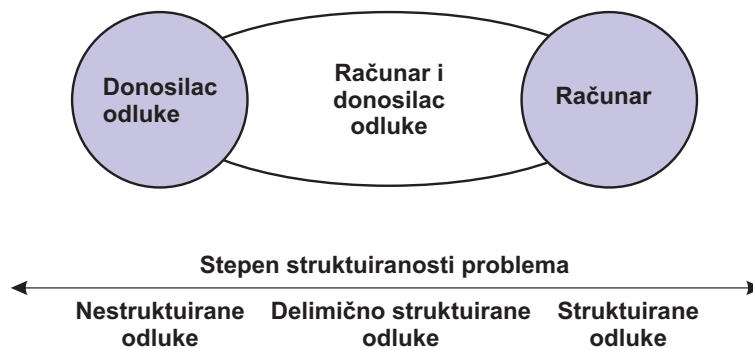 Donosilac
odluke
Računar i
donosilac
odluke
Računar
Stepen struktuiranosti problema
Nestruktuirane
odluke
Delimično struktuirane
odluke
Struktuirane
odluke